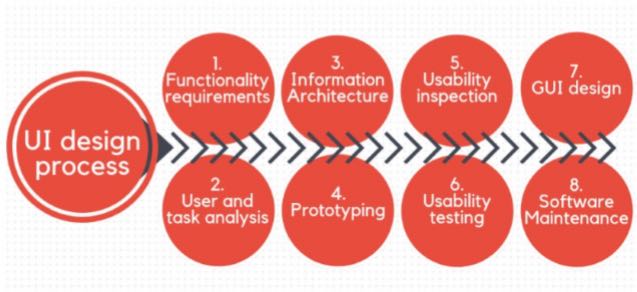 UI design
process
1.
Functionality
requirements
2.
User and
task analysis
3.
Information
Architecture
4.
Prototyping
5.
Usability
inspection
6.
Usability
testing
7.
GUI design
8.
Software
Maintenance